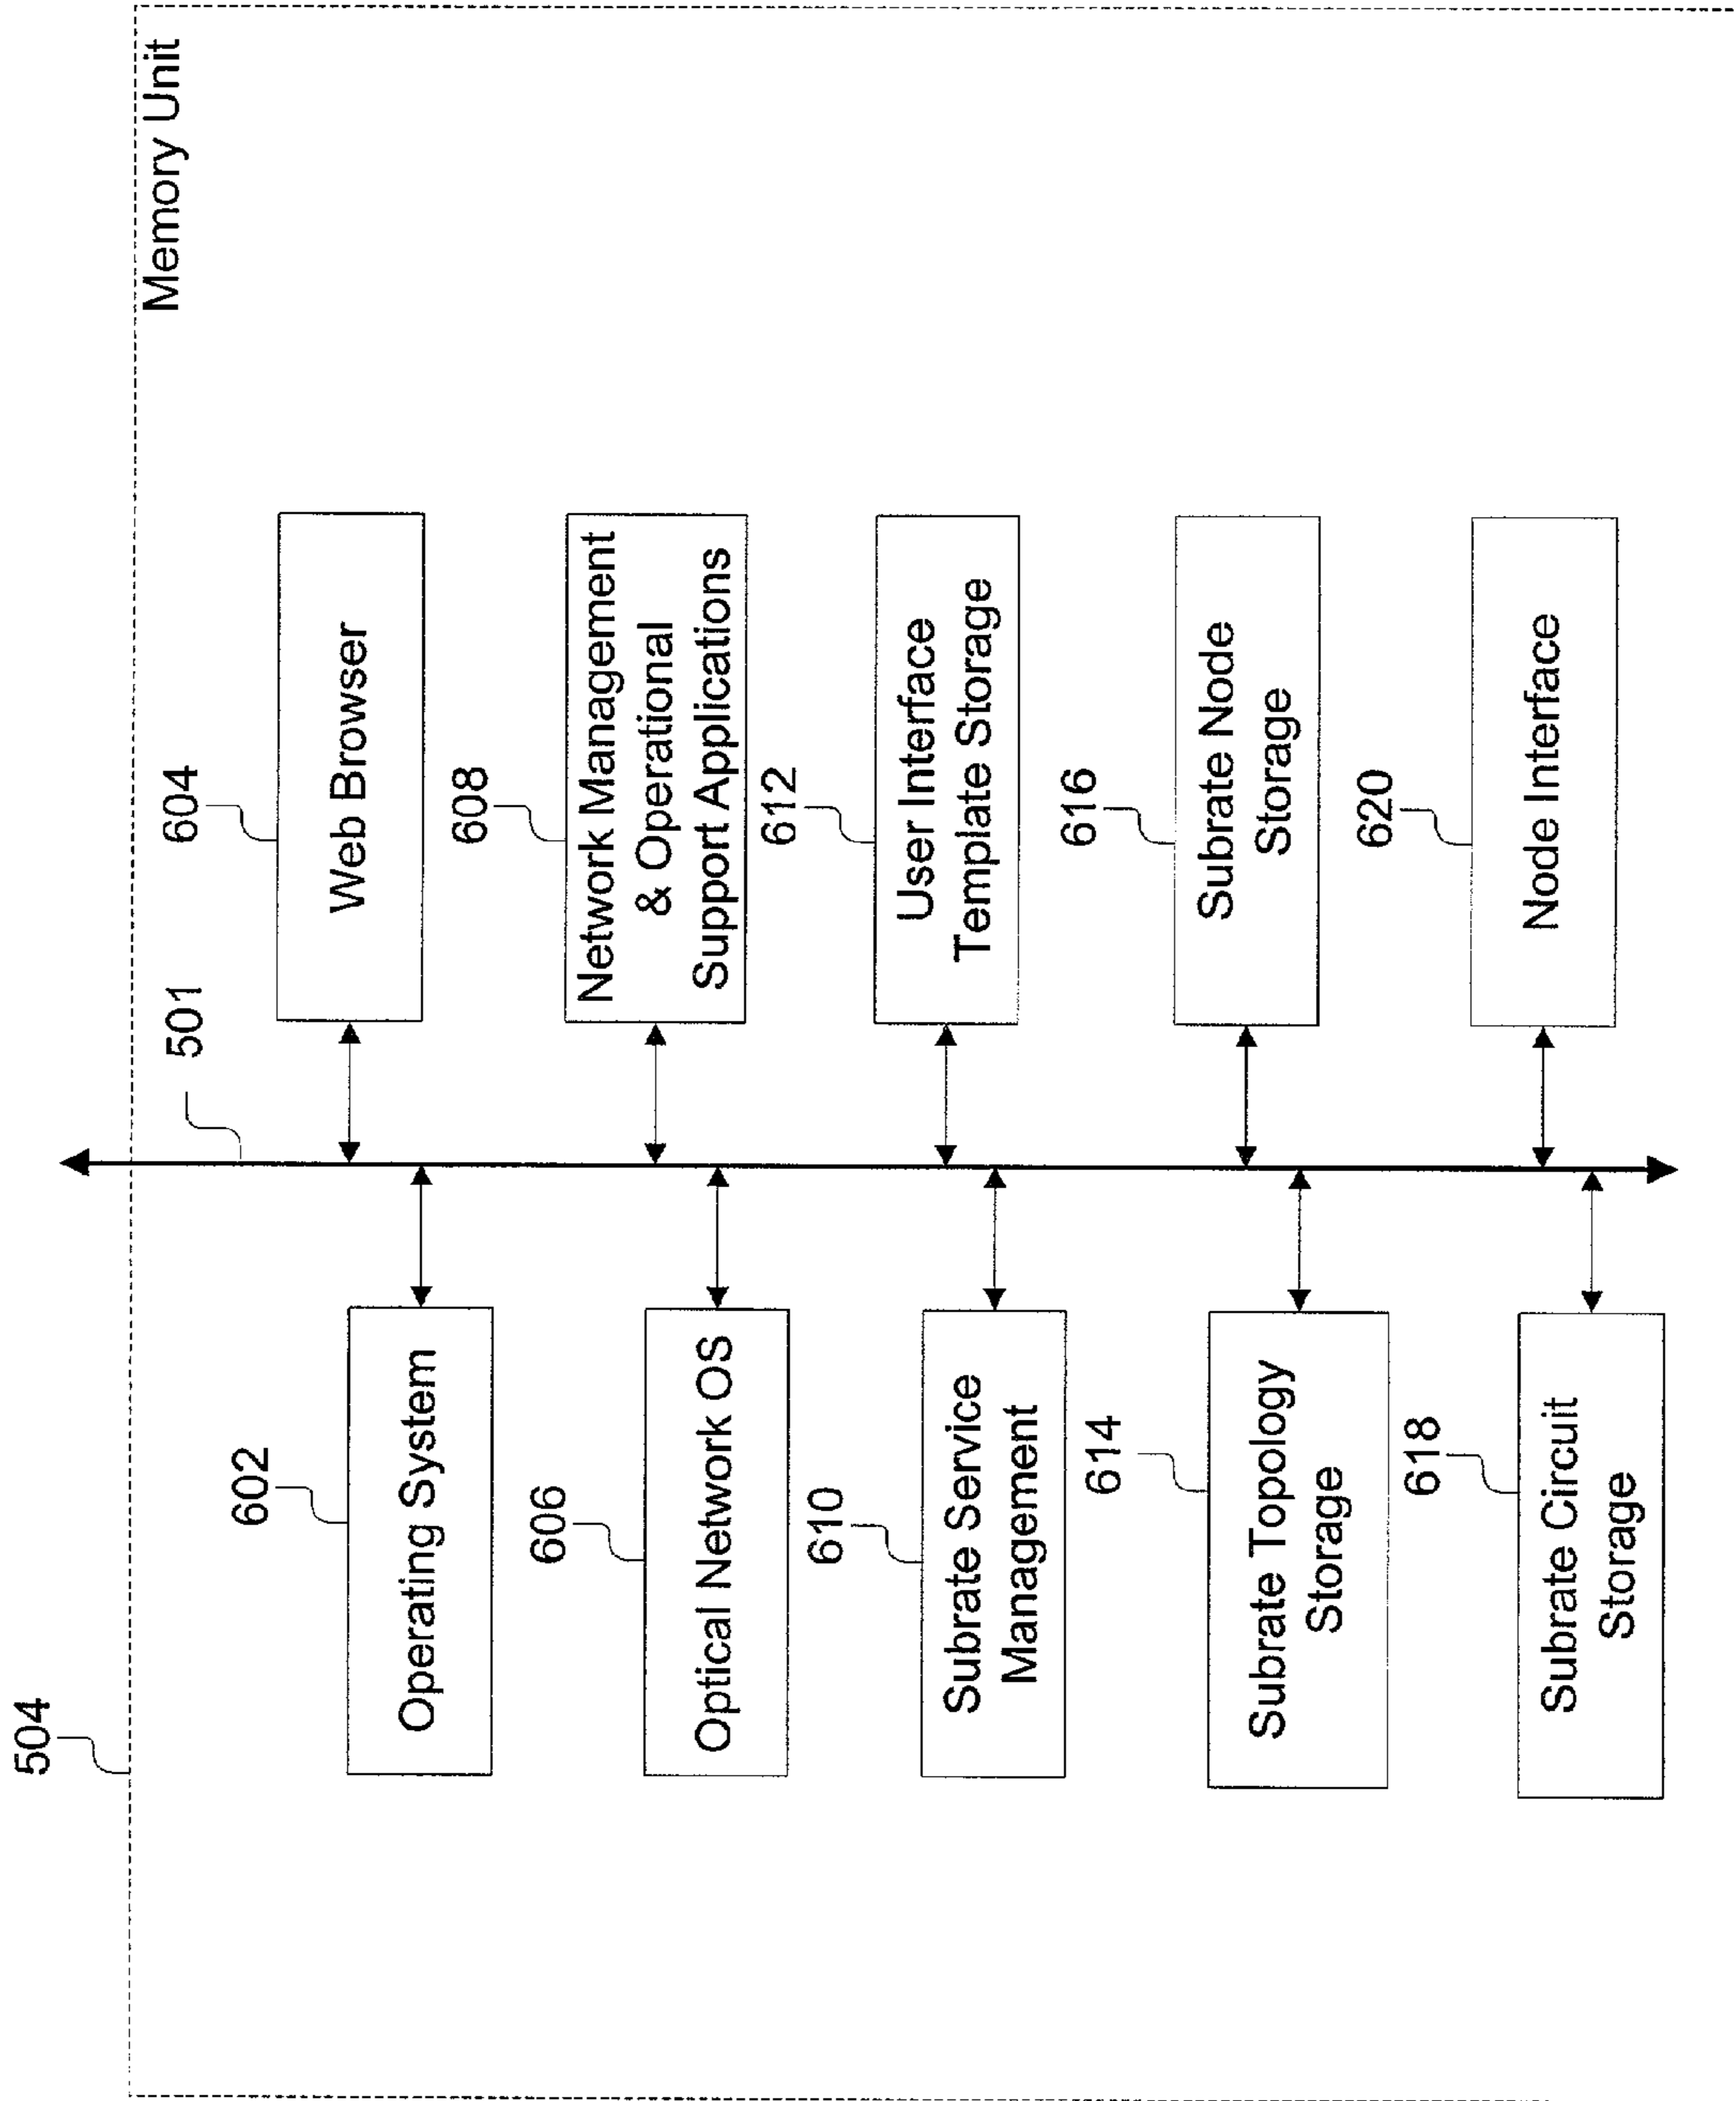 504
Memory Unit
501
602
Operating System
604
Web Browser
606
Optical Network OS
608
Network Management
& Operational
Support Applications
610
Subrate Service
Management
612
User Interface
Template Storage
614
Subrate Topology
Storage
616
Subrate Node
Storage
618
Subrate Circuit
Storage
620
Node Interface